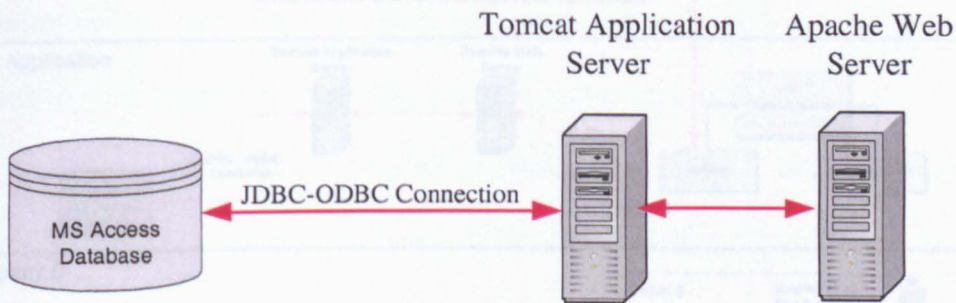 Tomcat Application
Server
Apache Web
Server
JDBC-ODBC Connection
MS Access
Database